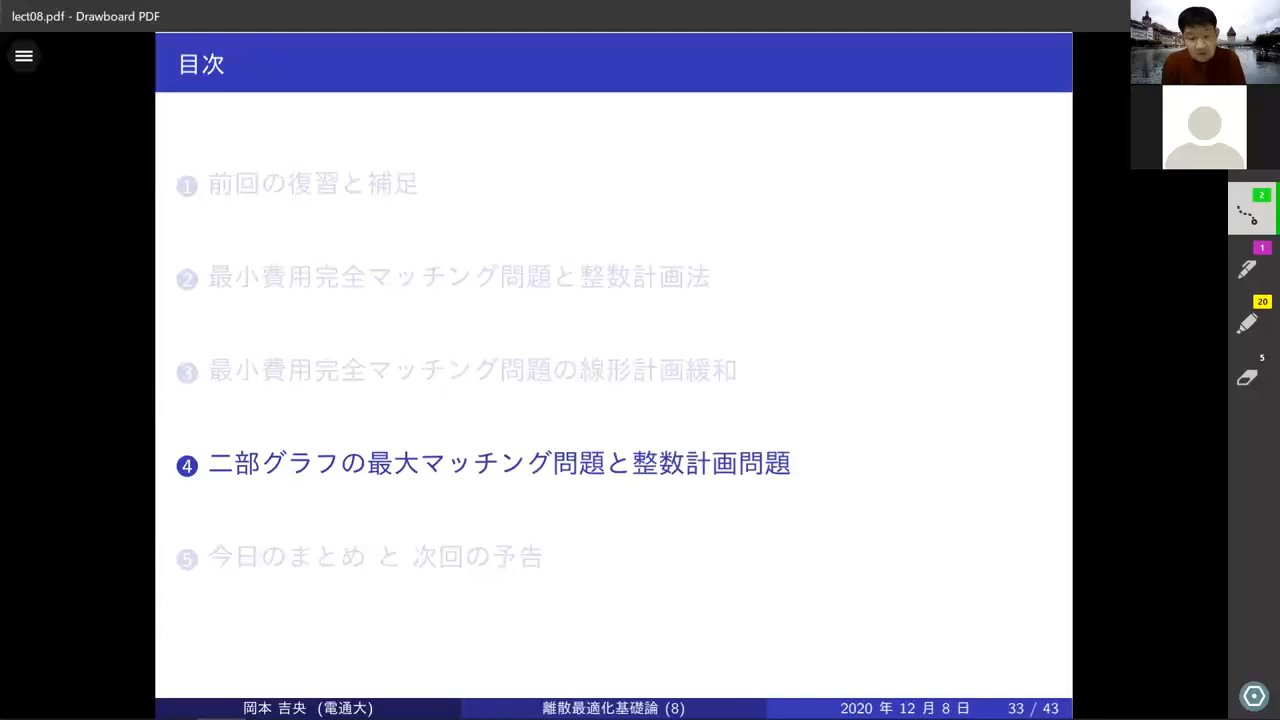 lect08.pdf - Drawboard PDF
目次
1 前回の復習と補足
2 最小費用完全マッチング問題と整数計画法
3 最小費用完全マッチング問題の線形計画緩和
4 二部グラフの最大マッチング問題と整数計画問題
5 今日のまとめ と 次回の予告
岡本 吉央 (電通大) 離散最適化基礎論 (8) 2020 年 12 月 8 日 33 / 43
2
1
20
5